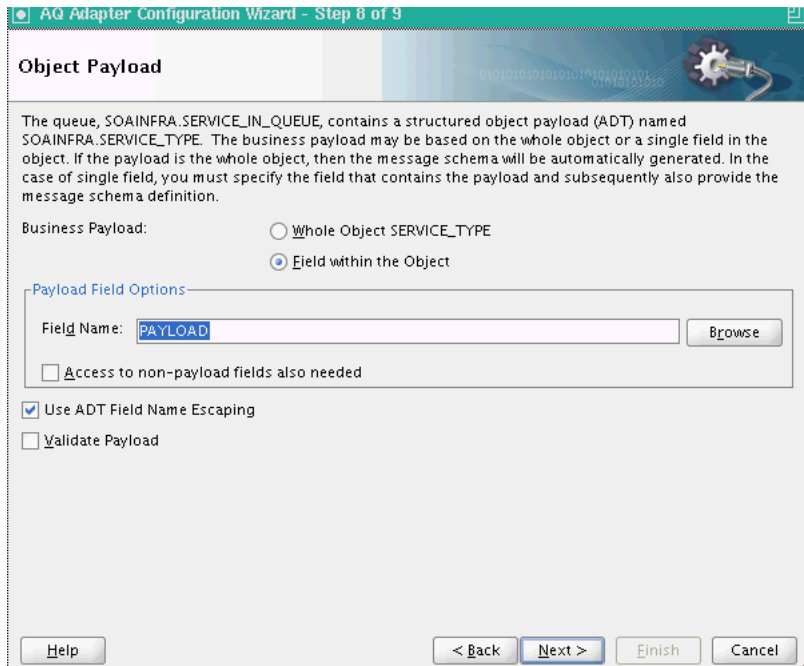 AQ Adapter Configuration Wizard - Step 8 of 9
Object Payload
The queue, SOAINFRA.SERVICE_IN_QUEUE, contains a structured object payload (ADT) named
SOAINFRA.SERVICE_TYPE.  The business payload may be based on the whole object or a single field in the
object. If the payload is the whole object, then the message schema will be automatically generated. In the
case of single field, you must specify the field that contains the payload and subsequently also provide the
message schema definition.
Business Payload:
Whole Object SERVICE_TYPE
Field within the Object
Payload Field Options
Field Name: PAYLOAD Browse
Access to non-payload fields also needed
Use ADT Field Name Escaping
Validate Payload
Help < Back Next > Finish Cancel